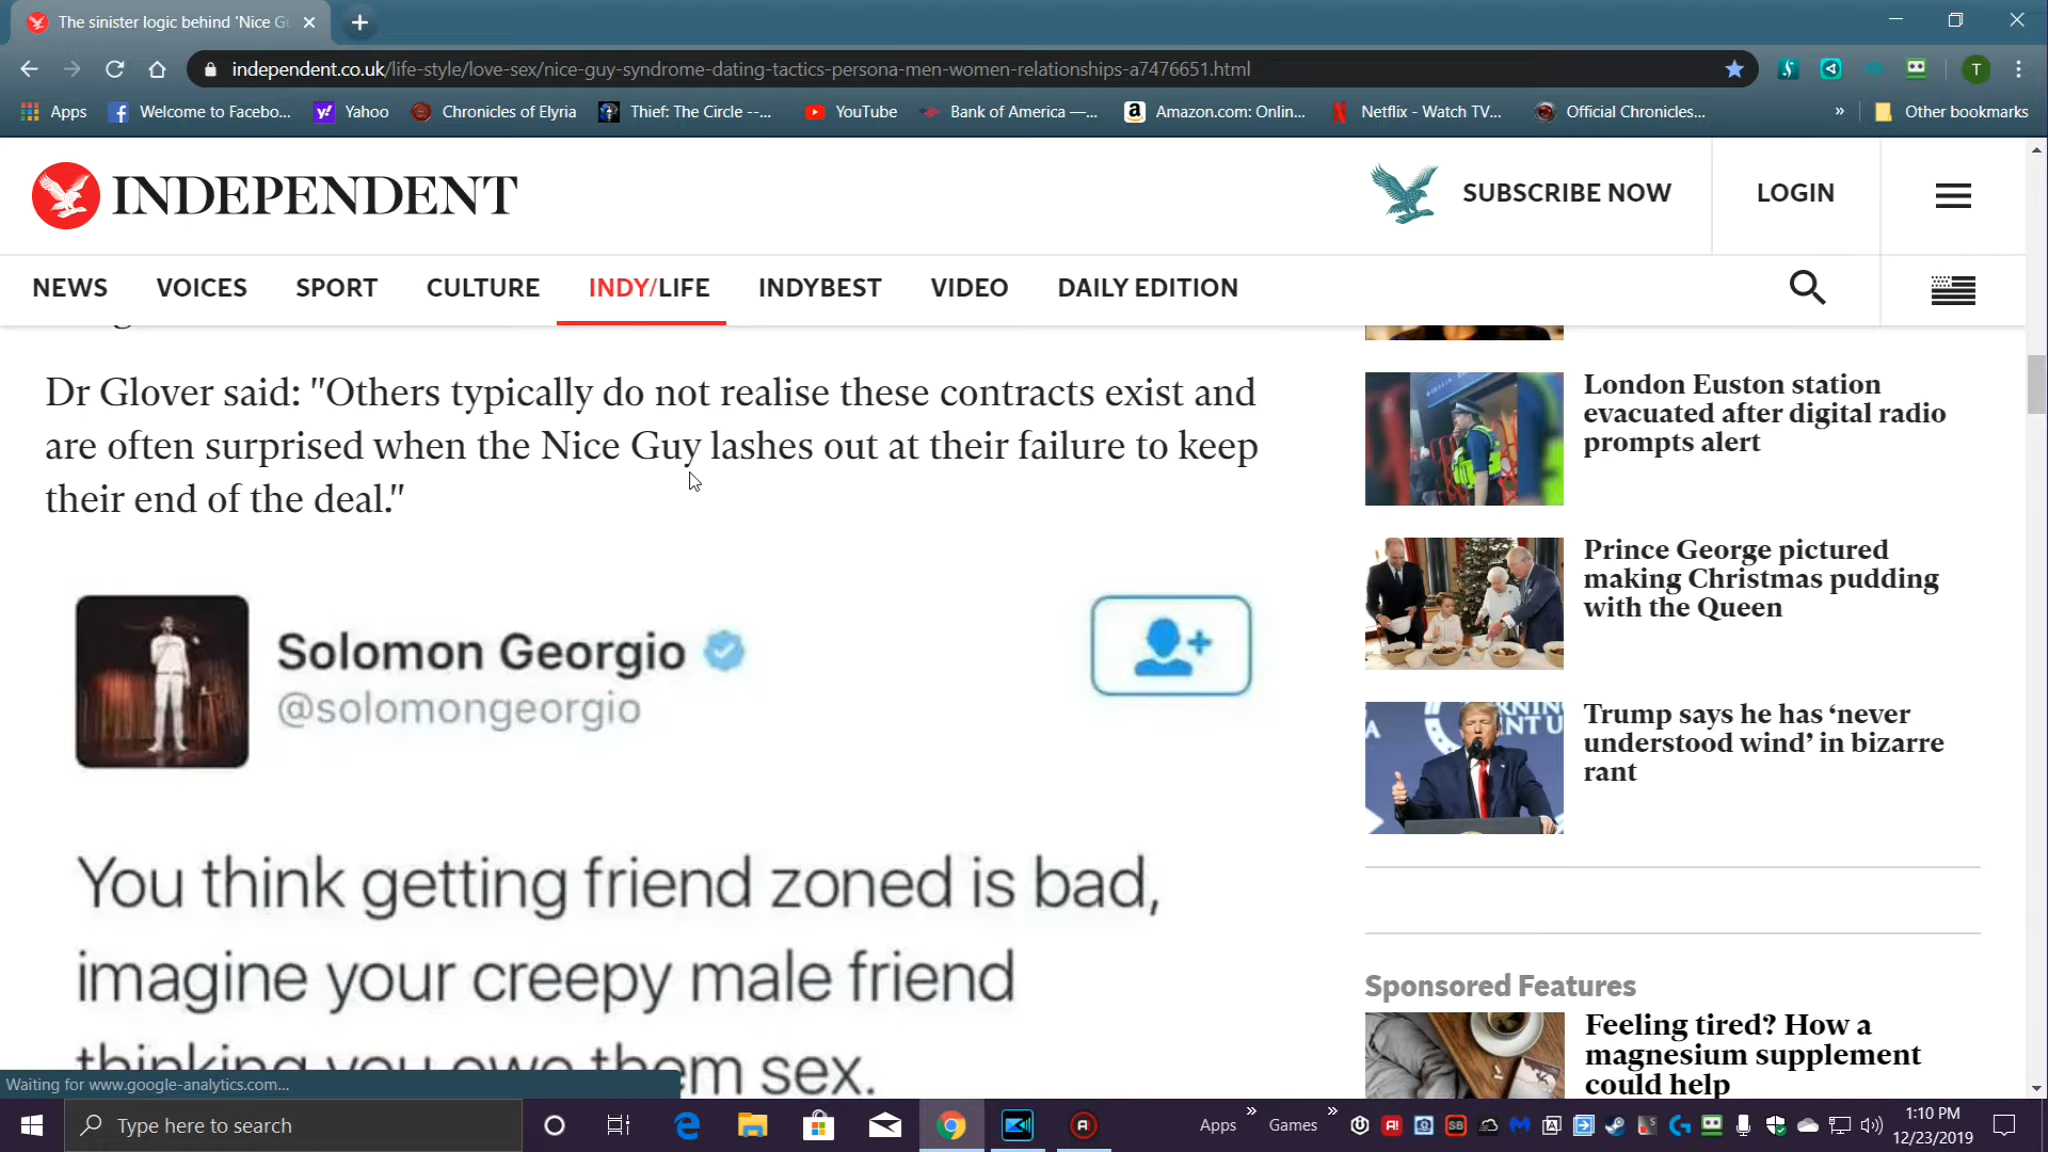 The sinister logic behind 'Nice Gu
independent.co.uk/life-style/love-sex/nice-guy-syndrome-dating-tactics-persona-men-women-relationships-a7476651.html
T
Apps
Welcome to Facebo...
Yahoo
Chronicles of Elyria
Thief: The Circle --...
YouTube
Bank of America —...
Amazon.com: Onlin...
Netflix - Watch TV...
Official Chronicles...
»
Other bookmarks
INDEPENDENT
SUBSCRIBE NOW
LOGIN
NEWS
VOICES
SPORT
CULTURE
INDY/LIFE
INDYBEST
VIDEO
DAILY EDITION
Dr Glover said: "Others typically do not realise these contracts exist and
are often surprised when the Nice Guy lashes out at their failure to keep
their end of the deal."
Solomon Georgio
@solomongeorgio
You think getting friend zoned is bad,
imagine your creepy male friend
thinking you owe them sex.
London Euston station
evacuated after digital radio
prompts alert
Prince George pictured
making Christmas pudding
with the Queen
Trump says he has ‘never
understood wind’ in bizarre
rant
Sponsored Features
Feeling tired? How a
magnesium supplement
could help
Waiting for www.google-analytics.com...
Type here to search
Apps
»
Games
»
1:10 PM
12/23/2019